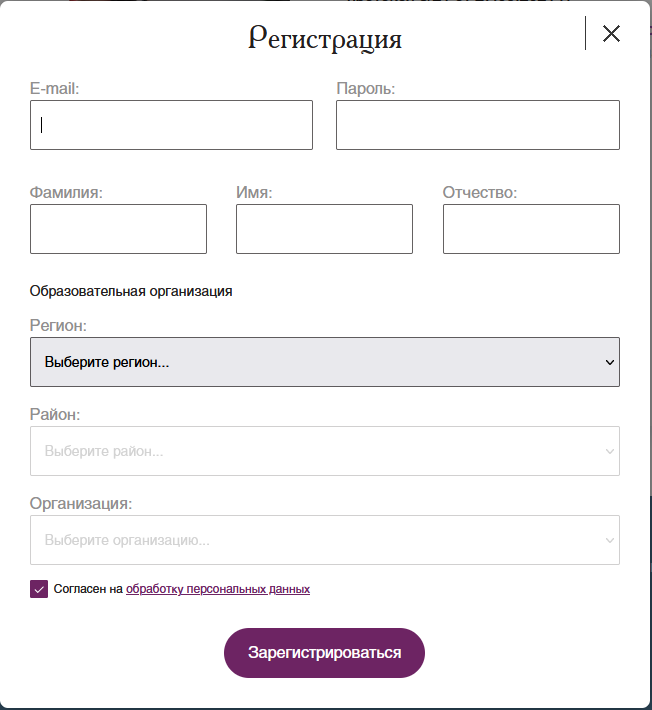 Регистрация
E-mail:
Пароль:
Фамилия:
Имя:
Отчество:
Образовательная организация
Регион:
Выберите регион...
Район:
Выберите район...
Организация:
Выберите организацию...
Согласен на обработку персональных данных
Зарегистрироваться